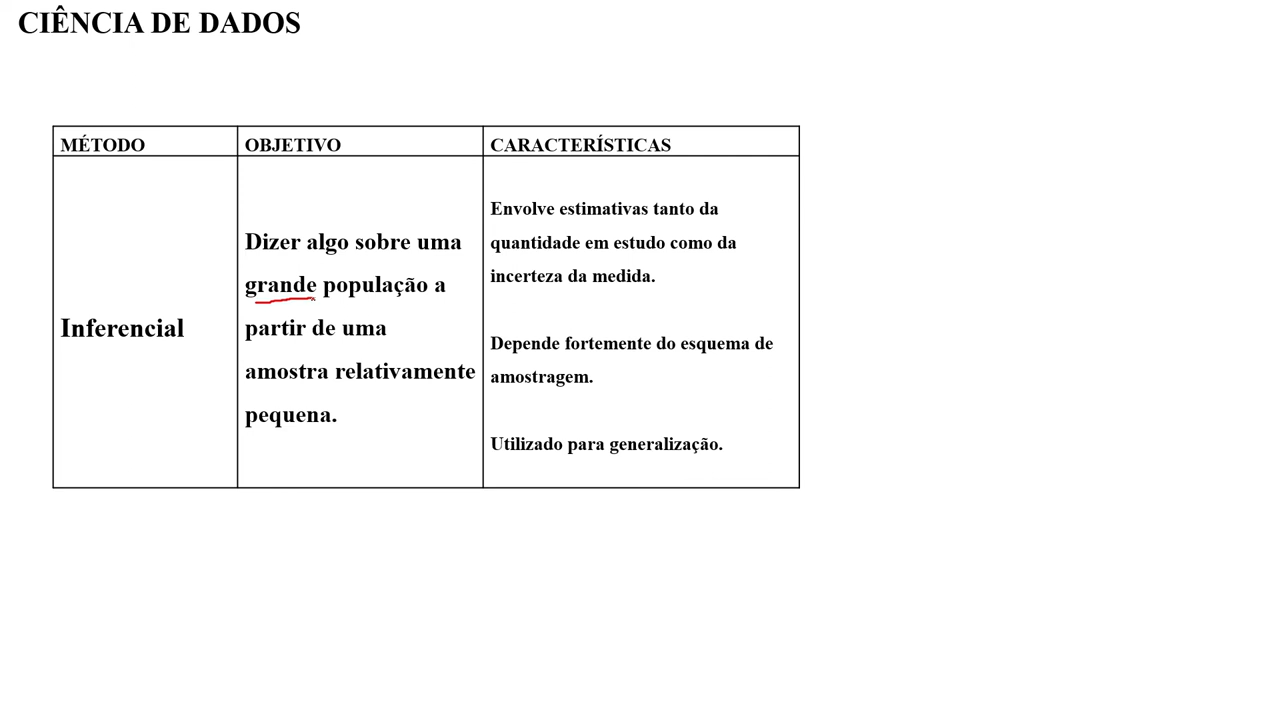 CIÊNCIA DE DADOS
MÉTODO
OBJETIVO
CARACTERÍSTICAS
Inferencial
Dizer algo sobre uma
grande população a
partir de uma
amostra relativamente
pequena.
Envolve estimativas tanto da
quantidade em estudo como da
incerteza da medida.
Depende fortemente do esquema de
amostragem.
Utilizado para generalização.